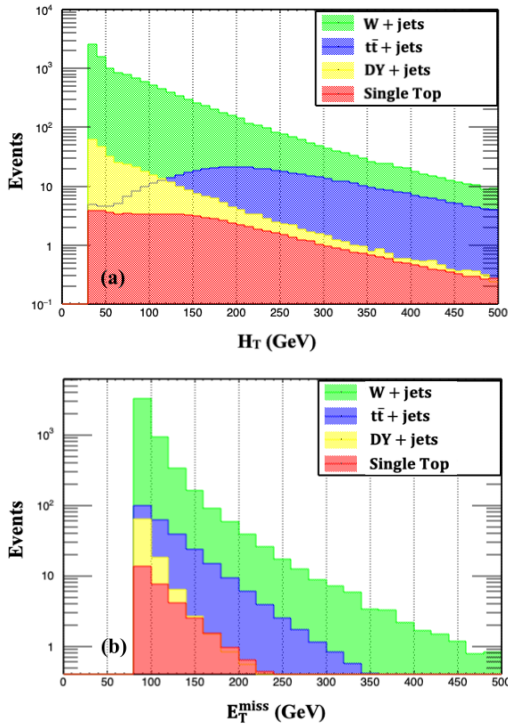 10⁴
10³
10²
10
1
10⁻¹
Events
W + jets
tt̄ + jets
DY + jets
Single Top
(a)
0 50 100 150 200 250 300 350 400 450 500
H_T (GeV)
10³
10²
10
1
Events
W + jets
tt̄ + jets
DY + jets
Single Top
(b)
0 50 100 150 200 250 300 350 400 450 500
E_T^miss (GeV)